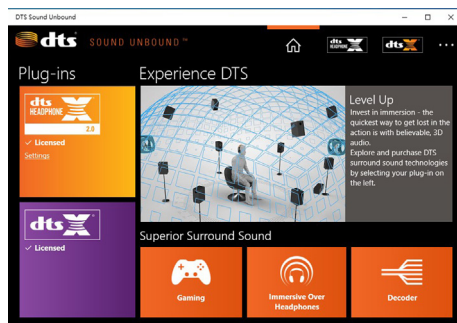 DTS Sound Unbound
dts SOUND UNBOUND™
dts HEADPHONE X
dts X
...
Plug-ins
Experience DTS
dts
HEADPHONE X
2.0
✓ Licensed
Settings
dts X
✓ Licensed
Level Up
Invest in immersion - the
quickest way to get lost in the
action is with believable, 3D
audio.
Explore and purchase DTS
surround sound technologies
by selecting your plug-in on
the left.
Superior Surround Sound
Gaming
Immersive Over
Headphones
Decoder